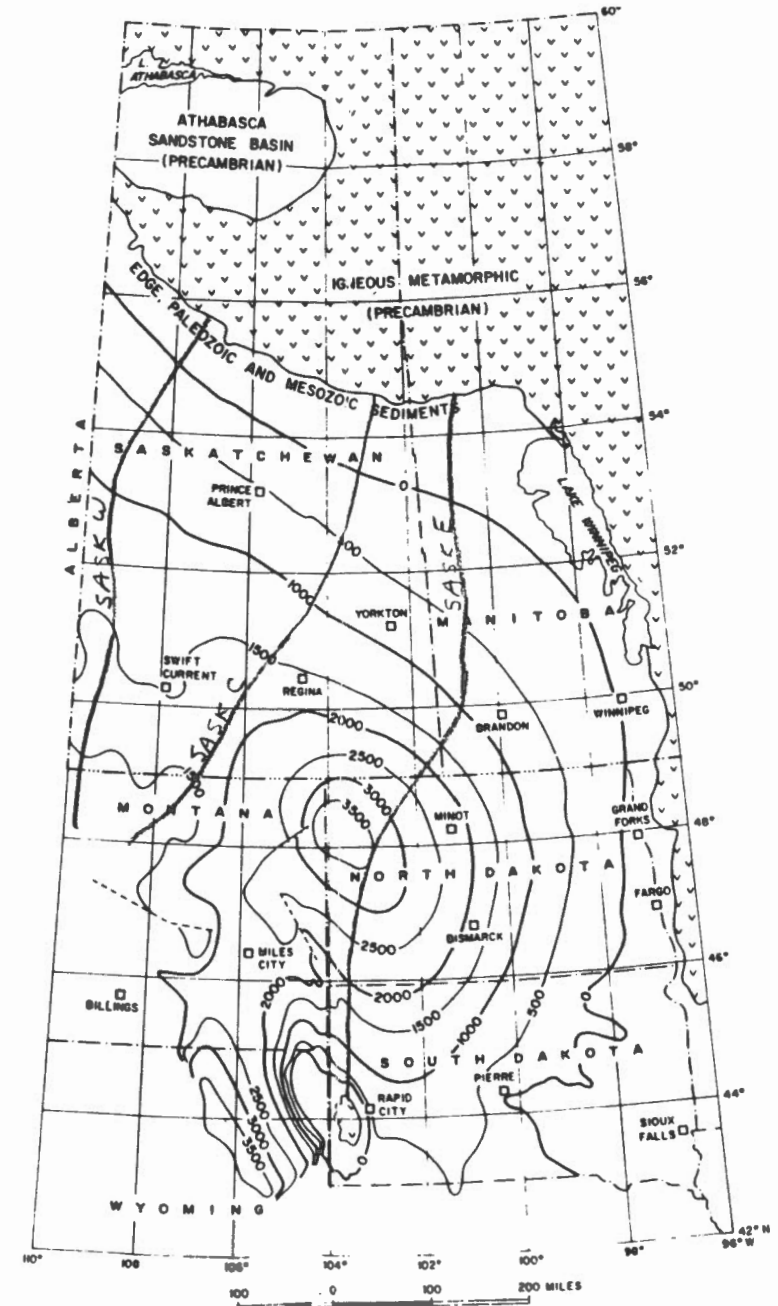 60°
L.
ATHABASCA
ATHABASCA
SANDSTONE BASIN
(PRECAMBRIAN)
58°
IGNEOUS METAMORPHIC
(PRECAMBRIAN)
56°
EDGE PALEOZOIC AND MESOZOIC SEDIMENTS
54°
ALBERTA
SASKATCHEWAN
PRINCE
ALBERT
0
LAKE WINNIPEG
SASK W
SASK E
500
52°
1000
YORKTON
MANITOBA
1500
SWIFT
CURRENT
REGINA
50°
WINNIPEG
SASK C
2000
BRANDON
2500
1500
3000
MONTANA
3500
MINOT
GRAND
FORKS
48°
NORTH DAKOTA
FARGO
BISMARCK
2500
MILES
CITY
46°
BILLINGS
2000
2000
500
0
1500
1000
SOUTH DAKOTA
PIERRE
2500
3000
3500
RAPID
CITY
44°
SIOUX
FALLS
0
WYOMING
42° N
96° W
110°
108
106°
104°
102°
100°
98°
100
0
100
200 MILES